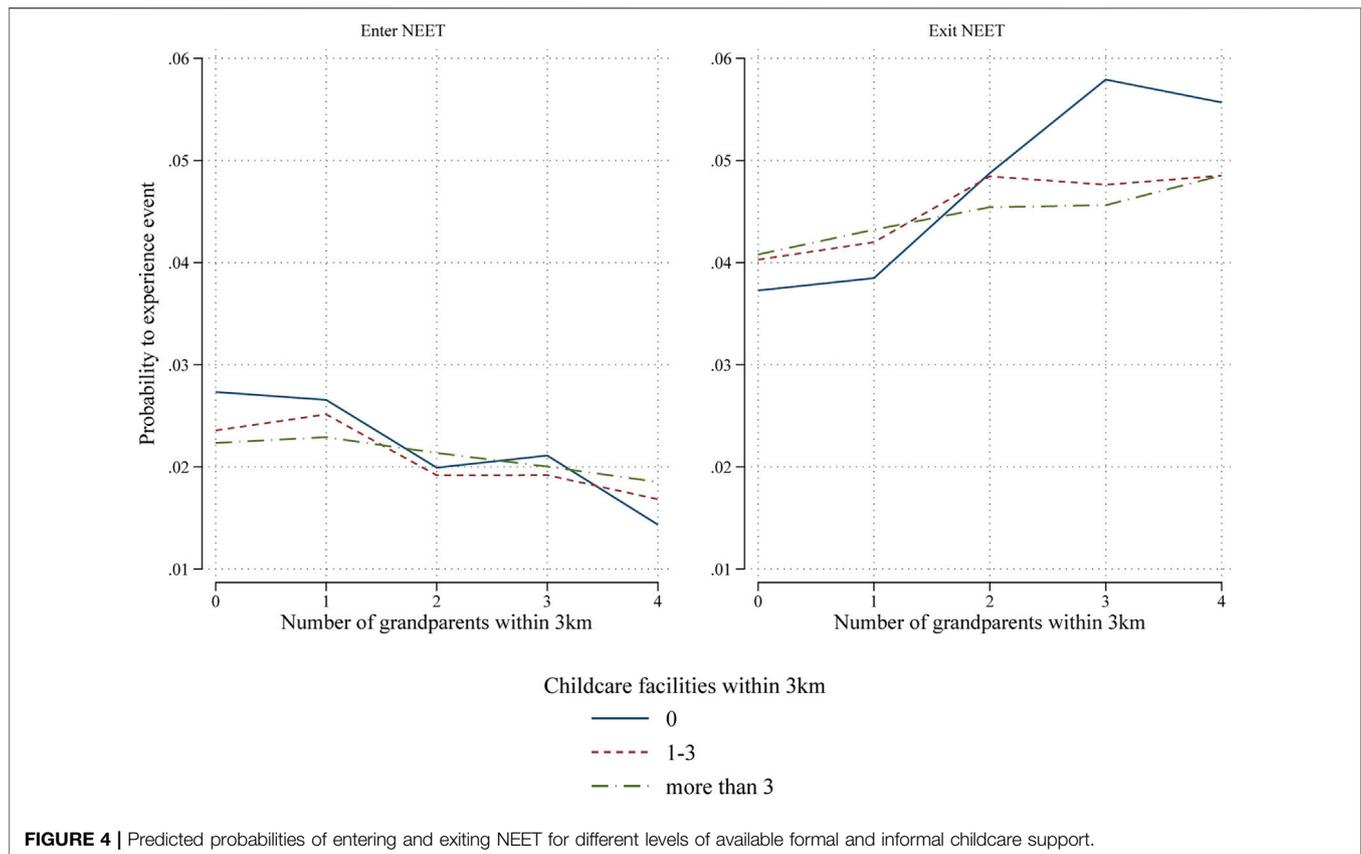 Enter NEET
Exit NEET
Probability to experience event
.06
.05
.04
.03
.02
.01
0 1 2 3 4
Number of grandparents within 3km
.06
.05
.04
.03
.02
.01
0 1 2 3 4
Number of grandparents within 3km
Childcare facilities within 3km
0
1-3
more than 3
FIGURE 4 | Predicted probabilities of entering and exiting NEET for different levels of available formal and informal childcare support.